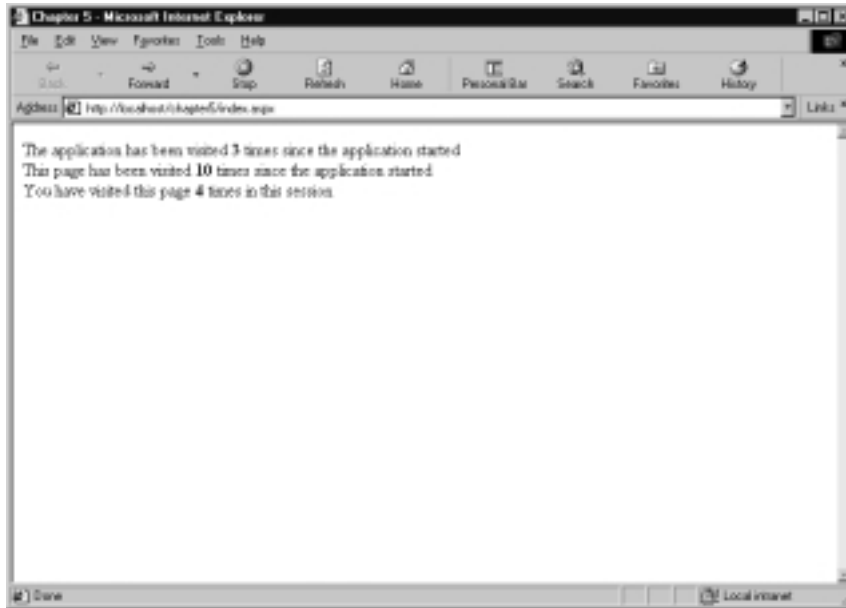 Chapter 5 - Microsoft Internet Explorer
File Edit View Favorites Tools Help
Back Forward Stop Refresh Home Personal Bar Search Favorites History
Address http://localhost/chapter5/index.aspx Links
The application has been visited 3 times since the application started
This page has been visited 10 times since the application started
You have visited this page 4 times in this session
Done Local intranet